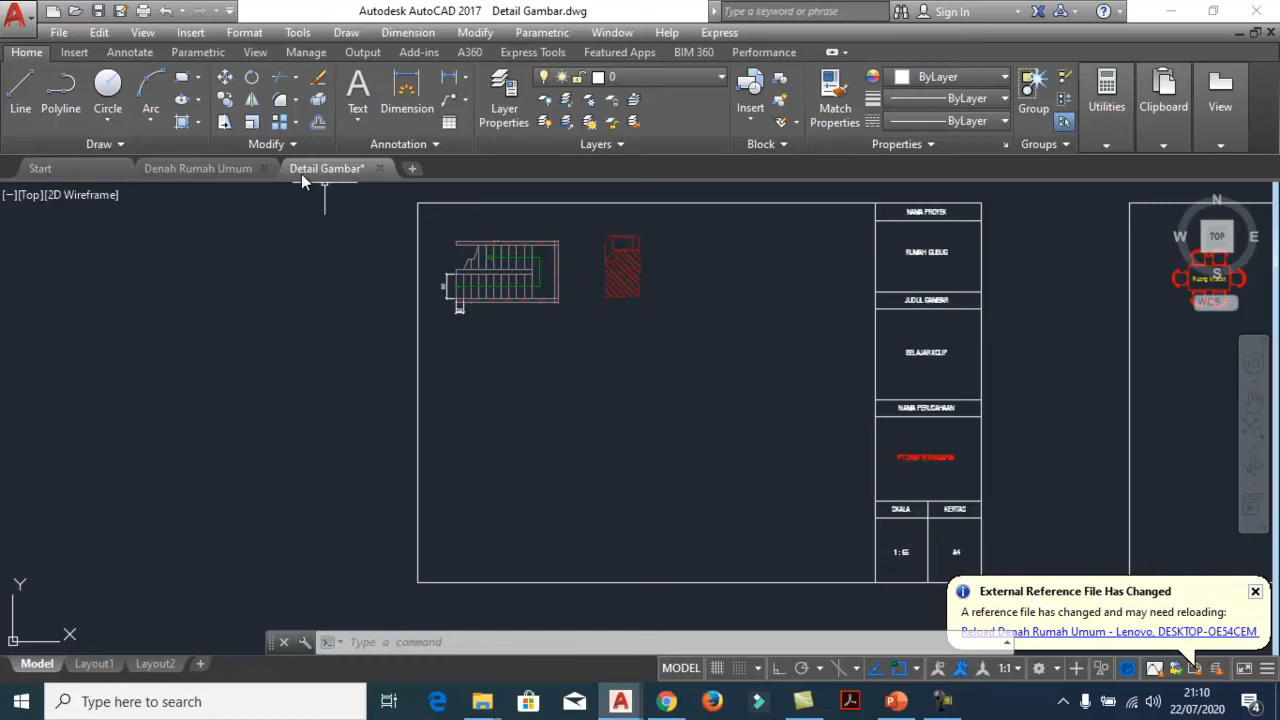 Autodesk AutoCAD 2017 Detail Gambar.dwg
Type a keyword or phrase
Sign In
File Edit View Insert Format Tools Draw Dimension Modify Parametric Window Help Express
Home Insert Annotate Parametric View Manage Output Add-ins A360 Express Tools Featured Apps BIM 360 Performance
Line Polyline Circle Arc
Text Dimension
Layer Properties
0
Insert
Match Properties
ByLayer
ByLayer
ByLayer
Group
Utilities
Clipboard
View
Draw Modify Annotation Layers Block Properties Groups
Start Denah Rumah Umum Detail Gambar*
[−][Top][2D Wireframe]
N
W TOP E
S
WCS
Ruang Makan
NAMA PROYEK
RUMAH GUBUG
JUDUL GAMBAR
BELAJAR XCLIP
NAMA PERUSAHAAN
SKALA KERTAS
A4
Y
X
External Reference File Has Changed
A reference file has changed and may need reloading:
Reload Denah Rumah Umum - Lenovo, DESKTOP-OE54CEM
Type a command
Model Layout1 Layout2
MODEL 1:1
Type here to search
21:10
22/07/2020
4